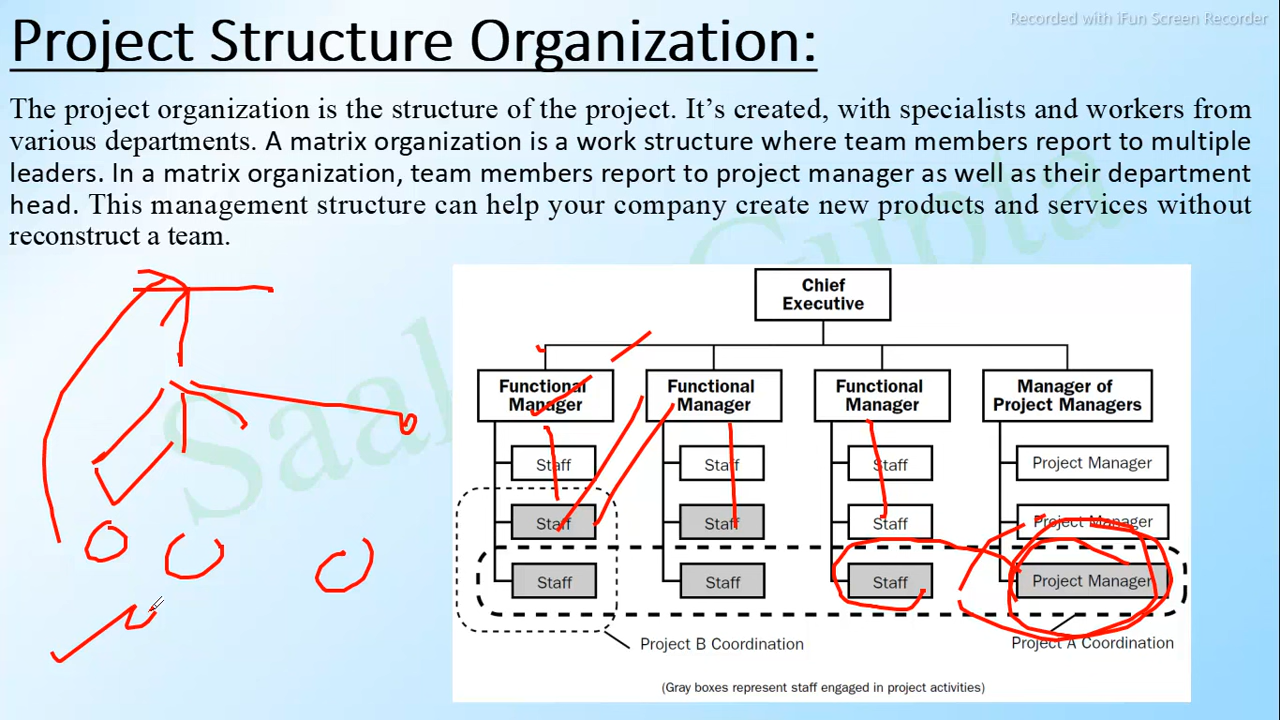 Recorded with iFun Screen Recorder
Project Structure Organization:
The project organization is the structure of the project. It's created, with specialists and workers from
various departments. A matrix organization is a work structure where team members report to multiple
leaders. In a matrix organization, team members report to project manager as well as their department
head. This management structure can help your company create new products and services without
reconstruct a team.
Chief
Executive
Functional
Manager
Functional
Manager
Functional
Manager
Manager of
Project Managers
Staff
Staff
Staff
Project Manager
Staff
Staff
Staff
Project Manager
Staff
Staff
Staff
Project Manager
Project B Coordination
Project A Coordination
(Gray boxes represent staff engaged in project activities)
Gupta